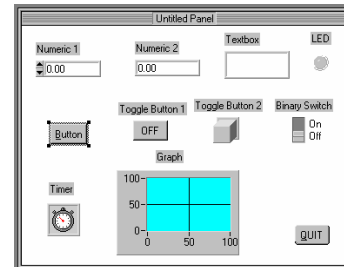 Untitled Panel
Numeric 1
Numeric 2
Textbox
LED
0.00
0.00
Toggle Button 1
Toggle Button 2
Binary Switch
Button
OFF
On
Off
Graph
Timer
100
50
0
0
50
100
QUIT